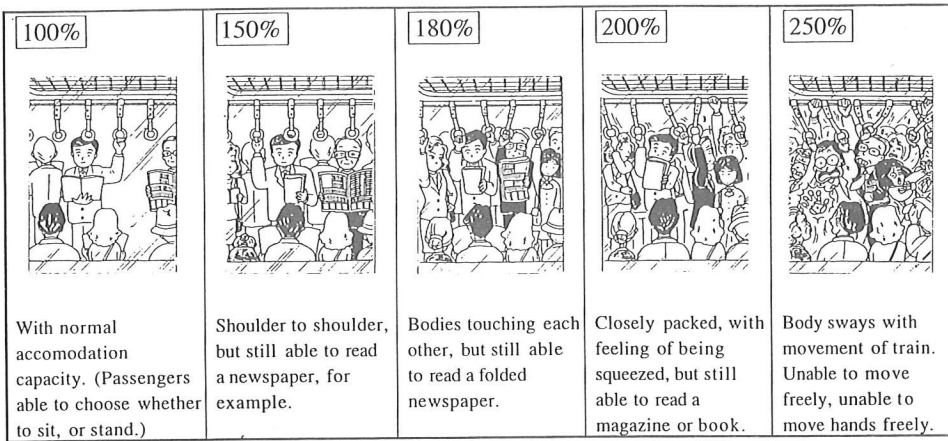 100%
With normal
accomodation
capacity. (Passengers
able to choose whether
to sit, or stand.)
150%
Shoulder to shoulder,
but still able to read
a newspaper, for
example.
180%
Bodies touching each
other, but still able
to read a folded
newspaper.
200%
Closely packed, with
feeling of being
squeezed, but still
able to read a
magazine or book.
250%
Body sways with
movement of train.
Unable to move
freely, unable to
move hands freely.